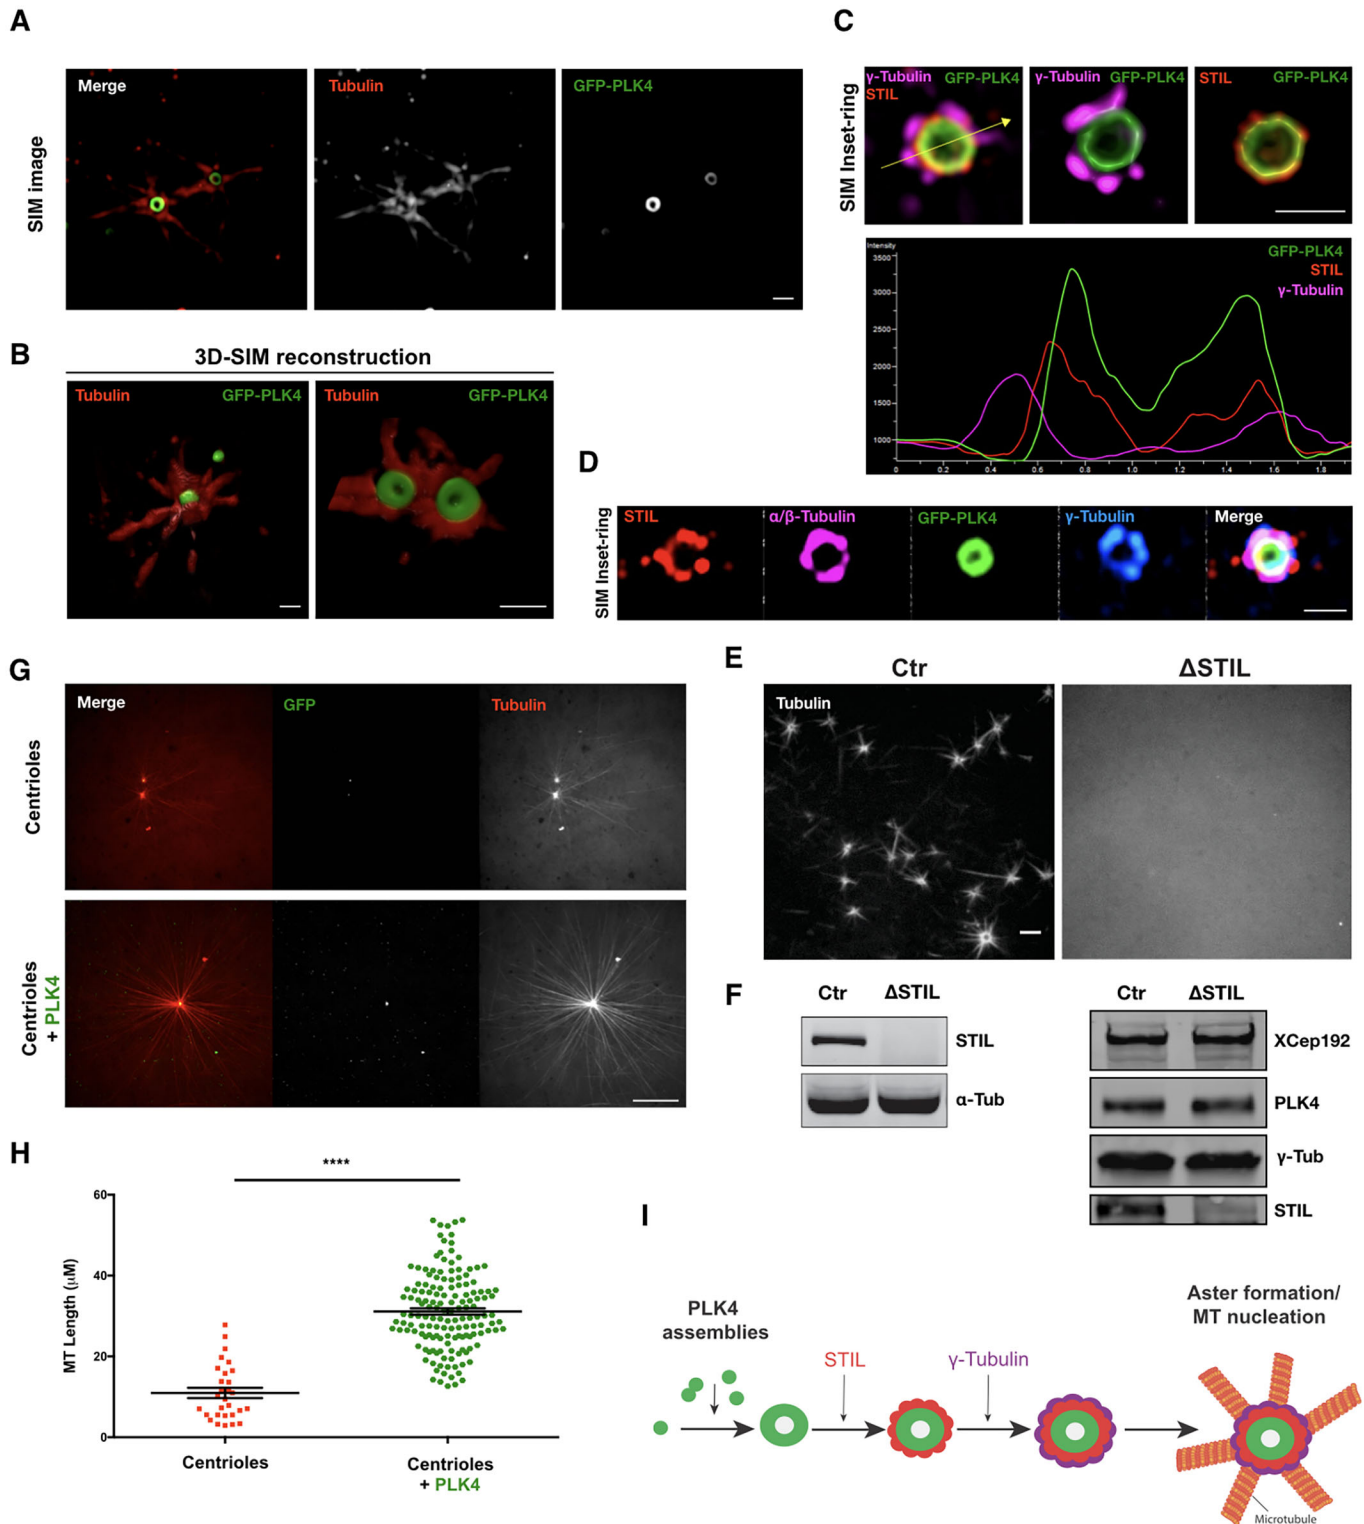 A
SIM image
Merge
Tubulin
GFP-PLK4
B
3D-SIM reconstruction
Tubulin
GFP-PLK4
Tubulin
GFP-PLK4
C
SIM Inset-ring
γ-Tubulin GFP-PLK4
STIL
γ-Tubulin GFP-PLK4
STIL GFP-PLK4
Intensity
GFP-PLK4
STIL
γ-Tubulin
3500
3000
2500
2000
1500
1000
0 0.2 0.4 0.6 0.8 1.0 1.2 1.4 1.6 1.8
D
SIM Inset-ring
STIL
α/β-Tubulin
GFP-PLK4
γ-Tubulin
Merge
G
Centrioles
Merge
GFP
Tubulin
Centrioles
+ PLK4
E
Ctr
ΔSTIL
Tubulin
F
Ctr ΔSTIL
STIL
α-Tub
Ctr ΔSTIL
XCep192
PLK4
γ-Tub
STIL
H
****
MT Length (μM)
60
40
20
0
Centrioles
Centrioles
+ PLK4
I
PLK4
assemblies
STIL
γ-Tubulin
Aster formation/
MT nucleation
Microtubule